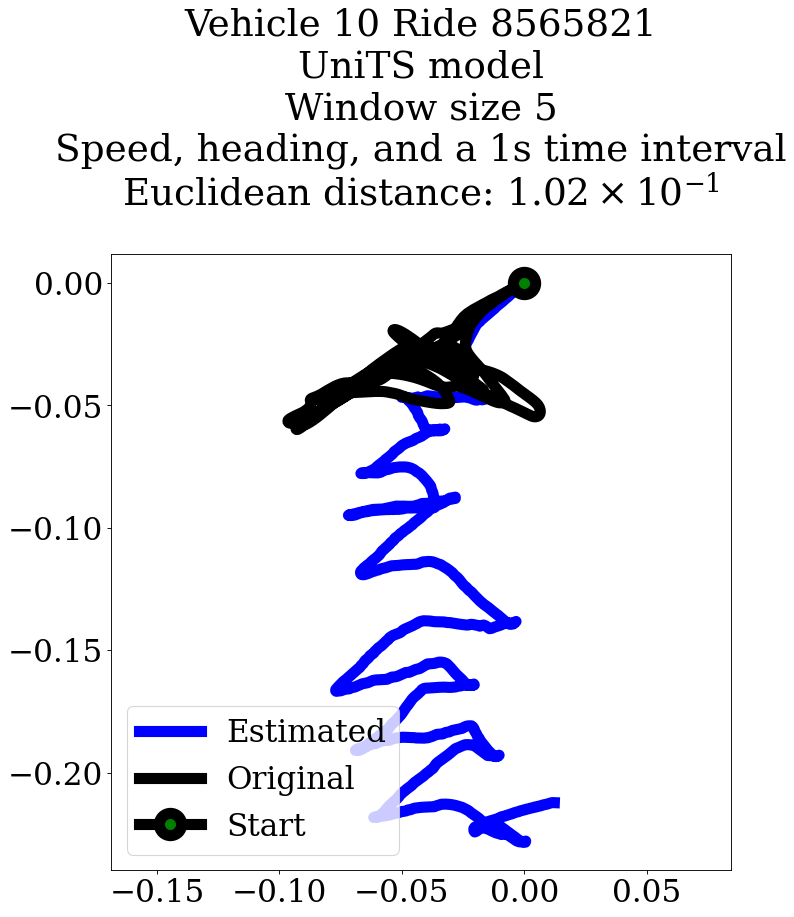 Vehicle 10 Ride 8565821
UniTS model
Window size 5
Speed, heading, and a 1s time interval
Euclidean distance: 1.02 × 10⁻¹
0.00
−0.05
−0.10
−0.15
−0.20
Estimated
Original
Start
−0.15 −0.10 −0.05 0.00 0.05